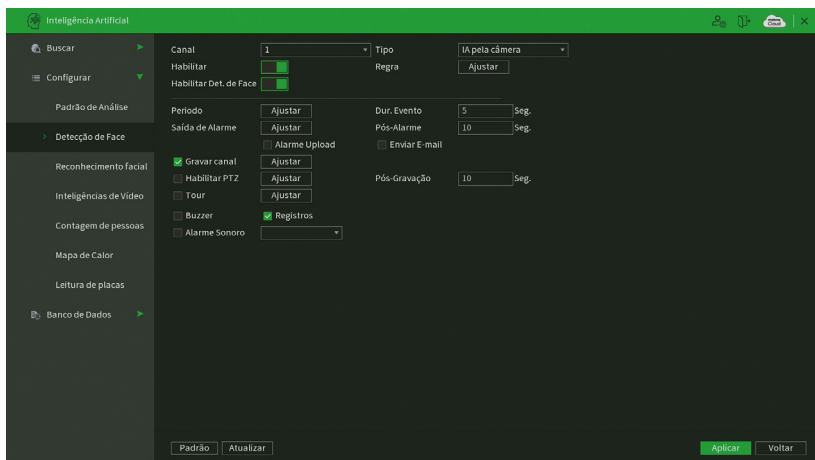 Inteligência Artificial
Buscar
Configurar
Padrão de Análise
Detecção de Face
Reconhecimento facial
Inteligências de Vídeo
Contagem de pessoas
Mapa de Calor
Leitura de placas
Banco de Dados
Canal 1 Tipo IA pela câmera
Habilitar Regra Ajustar
Habilitar Det. de Face
Periodo Ajustar Dur. Evento 5 Seg.
Saída de Alarme Ajustar Pós-Alarme 10 Seg.
Alarme Upload Enviar E-mail
Gravar canal Ajustar
Habilitar PTZ Ajustar Pós-Gravação 10 Seg.
Tour Ajustar
Buzzer Registros
Alarme Sonoro
Padrão Atualizar Aplicar Voltar